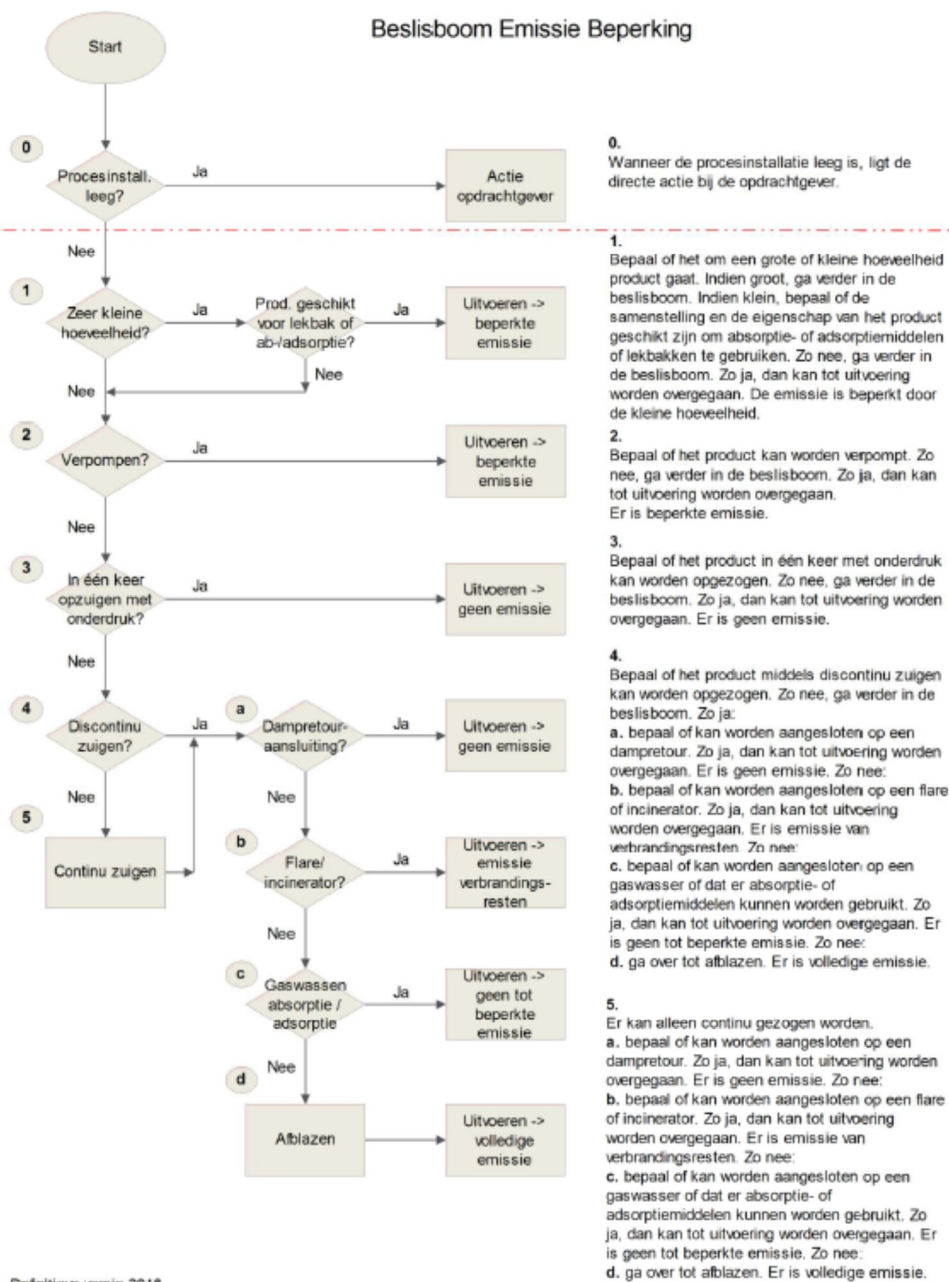 Beslisboom Emissie Beperking
Start
0
Procesinstall.
leeg?
Ja
Actie
opdrachtgever
Nee
1
Zeer kleine
hoeveelheid?
Ja
Prod. geschikt
voor lekbak of
ab-/adsorptie?
Ja
Uitvoeren ->
beperkte
emissie
Nee
Nee
2
Verpompen?
Ja
Uitvoeren ->
beperkte
emissie
Nee
3
In één keer
opzuigen met
onderdruk?
Ja
Uitvoeren ->
geen emissie
Nee
4
Discontinu
zuigen?
Ja
a
Dampretour-
aansluiting?
Ja
Uitvoeren ->
geen emissie
Nee
Nee
5
Continu zuigen
b
Flare/
incinerator?
Ja
Uitvoeren ->
emissie
verbrandings-
resten
Nee
c
Gaswassen
absorptie /
adsorptie
Ja
Uitvoeren ->
geen tot
beperkte
emissie
Nee
d
Afblazen
Uitvoeren ->
volledige
emissie
0.
Wanneer de procesinstallatie leeg is, ligt de
directe actie bij de opdrachtgever.
1.
Bepaal of het om een grote of kleine hoeveelheid
product gaat. Indien groot, ga verder in de
beslisboom. Indien klein, bepaal of de
samenstelling en de eigenschap van het product
geschikt zijn om absorptie- of adsorptiemiddelen
of lekbakken te gebruiken. Zo nee, ga verder in
de beslisboom. Zo ja, dan kan tot uitvoering
worden overgegaan. De emissie is beperkt door
de kleine hoeveelheid.
2.
Bepaal of het product kan worden verpompt. Zo
nee, ga verder in de beslisboom. Zo ja, dan kan
tot uitvoering worden overgegaan.
Er is beperkte emissie.
3.
Bepaal of het product in één keer met onderdruk
kan worden opgezogen. Zo nee, ga verder in de
beslisboom. Zo ja, dan kan tot uitvoering worden
overgegaan. Er is geen emissie.
4.
Bepaal of het product middels discontinu zuigen
kan worden opgezogen. Zo nee, ga verder in de
beslisboom. Zo ja:
a. bepaal of kan worden aangesloten op een
dampretour. Zo ja, dan kan tot uitvoering worden
overgegaan. Er is geen emissie. Zo nee:
b. bepaal of kan worden aangesloten op een flare
of incinerator. Zo ja, dan kan tot uitvoering
worden overgegaan. Er is emissie van
verbrandingsresten. Zo nee:
c. bepaal of kan worden aangesloten op een
gaswasser of dat er absorptie- of
adsorptiemiddelen kunnen worden gebruikt. Zo
ja, dan kan tot uitvoering worden overgegaan. Er
is geen tot beperkte emissie. Zo nee:
d. ga over tot afblazen. Er is volledige emissie.
5.
Er kan alleen continu gezogen worden.
a. bepaal of kan worden aangesloten op een
dampretour. Zo ja, dan kan tot uitvoering worden
overgegaan. Er is geen emissie. Zo nee:
b. bepaal of kan worden aangesloten op een flare
of incinerator. Zo ja, dan kan tot uitvoering
worden overgegaan. Er is emissie van
verbrandingsresten. Zo nee:
c. bepaal of kan worden aangesloten op een
gaswasser of dat er absorptie- of
adsorptiemiddelen kunnen worden gebruikt. Zo
ja, dan kan tot uitvoering worden overgegaan. Er
is geen tot beperkte emissie. Zo nee:
d. ga over tot afblazen. Er is volledige emissie.